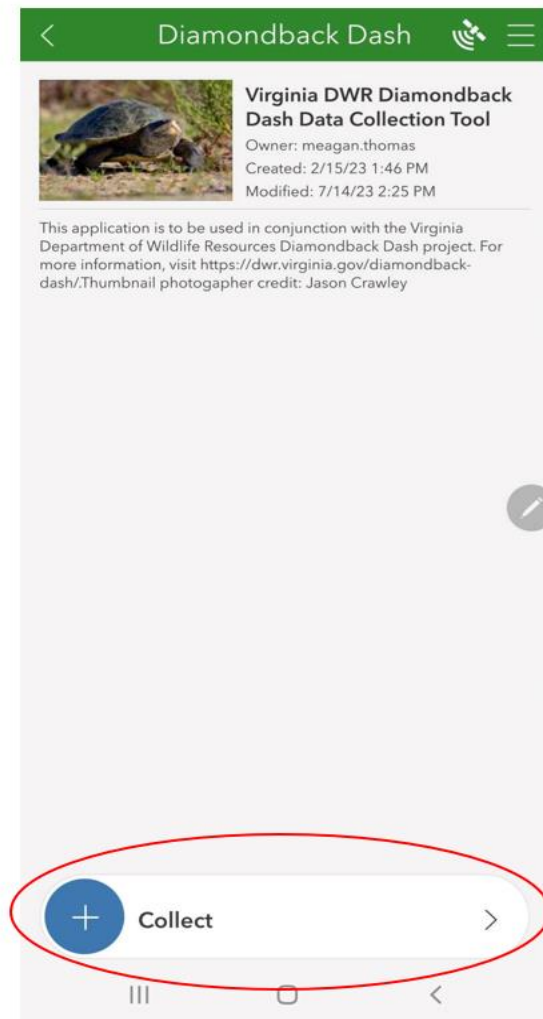 Diamondback Dash
Virginia DWR Diamondback
Dash Data Collection Tool
Owner: meagan.thomas
Created: 2/15/23 1:46 PM
Modified: 7/14/23 2:25 PM
This application is to be used in conjunction with the Virginia
Department of Wildlife Resources Diamondback Dash project. For
more information, visit https://dwr.virginia.gov/diamondback-
dash/.Thumbnail photogapher credit: Jason Crawley
Collect